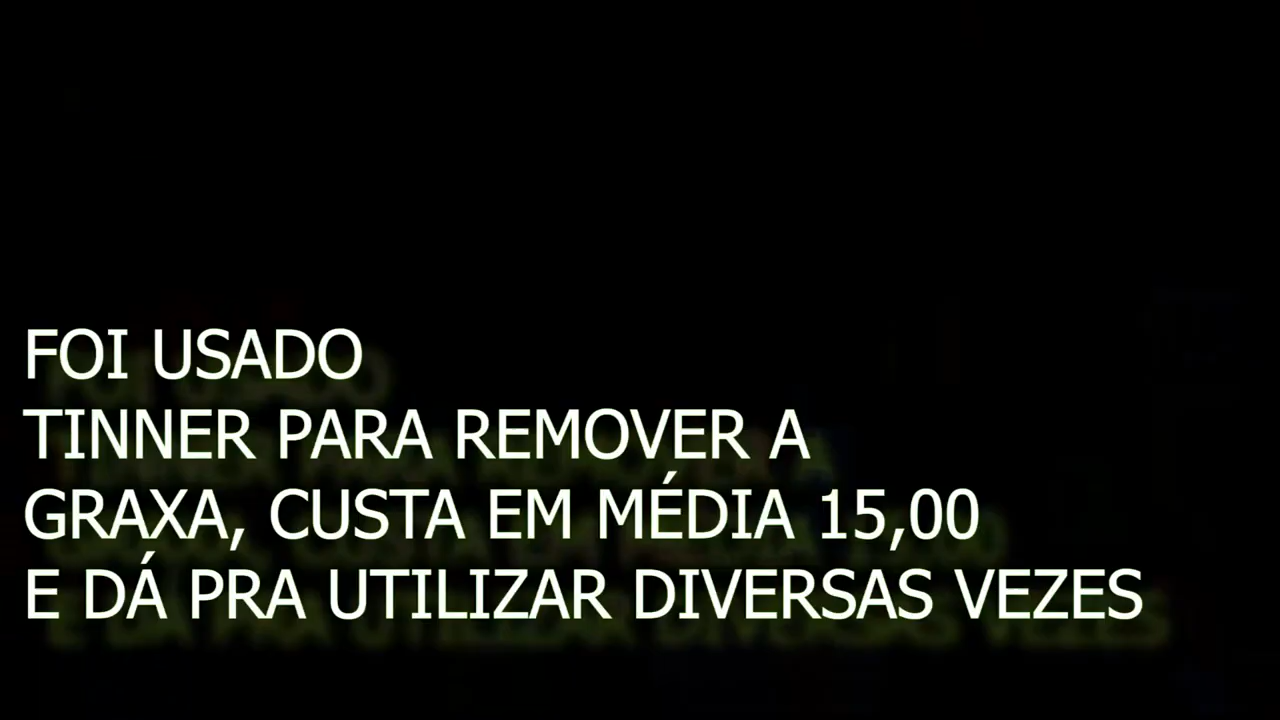 FOI USADO
TINNER PARA REMOVER A
GRAXA, CUSTA EM MÉDIA 15,00
E DÁ PRA UTILIZAR DIVERSAS VEZES